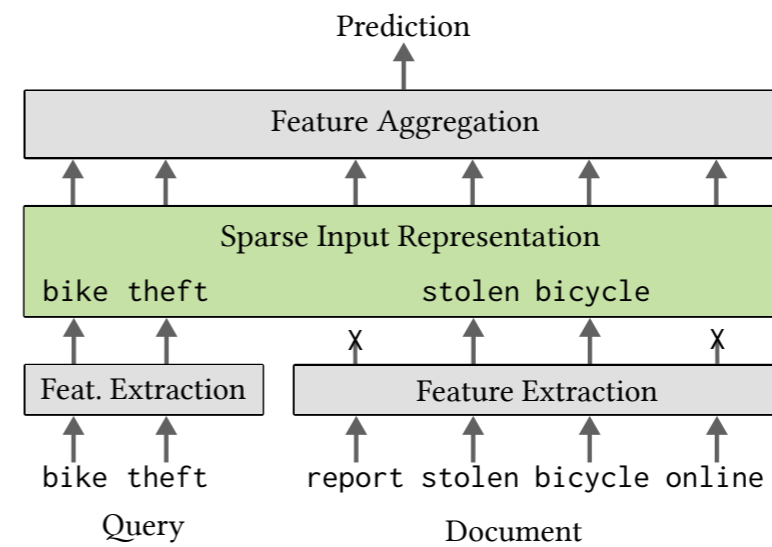 Prediction
Feature Aggregation
Sparse Input Representation
bike theft stolen bicycle
X X
Feat. Extraction Feature Extraction
bike theft report stolen bicycle online
Query Document